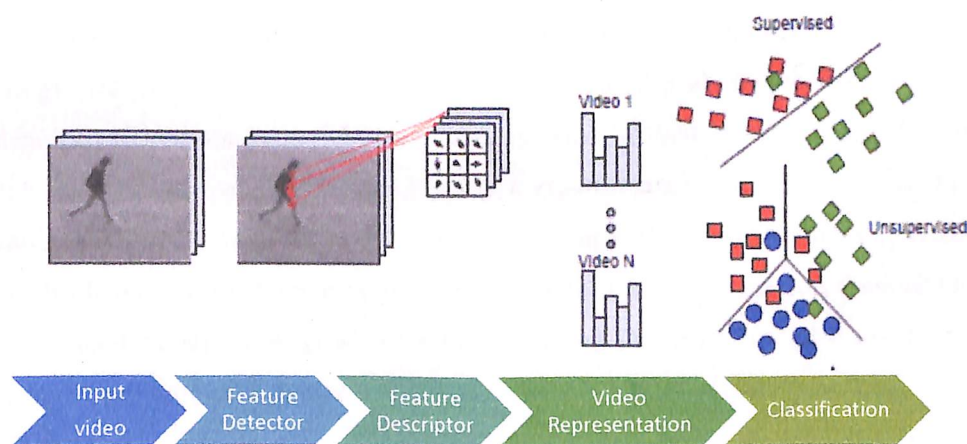 Supervised
Video 1
Unsupervised
Video N
Input
video
Feature
Detector
Feature
Descriptor
Video
Representation
Classification